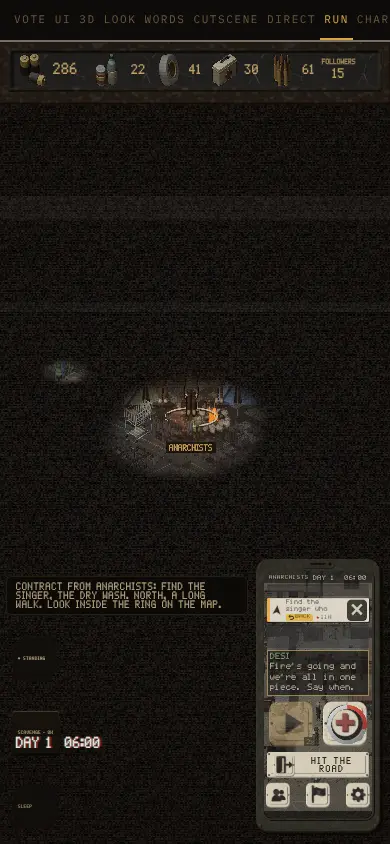 VOTE UI 3D LOOK WORDS CUTSCENE DIRECT RUN CHAR
286 22 41 30 61 FOLLOWERS 15
ANARCHISTS
CONTRACT FROM ANARCHISTS: FIND THE
SINGER. THE DRY WASH, NORTH, A LONG
WALK. LOOK INSIDE THE RING ON THE MAP.
STANDING
DAY 1 06:00
SLEEP
ANARCHISTS DAY 1 06:00
Find the
singer who
DESI
Fire's going and
we're all in one
piece. Say when.
HIT THE
ROAD